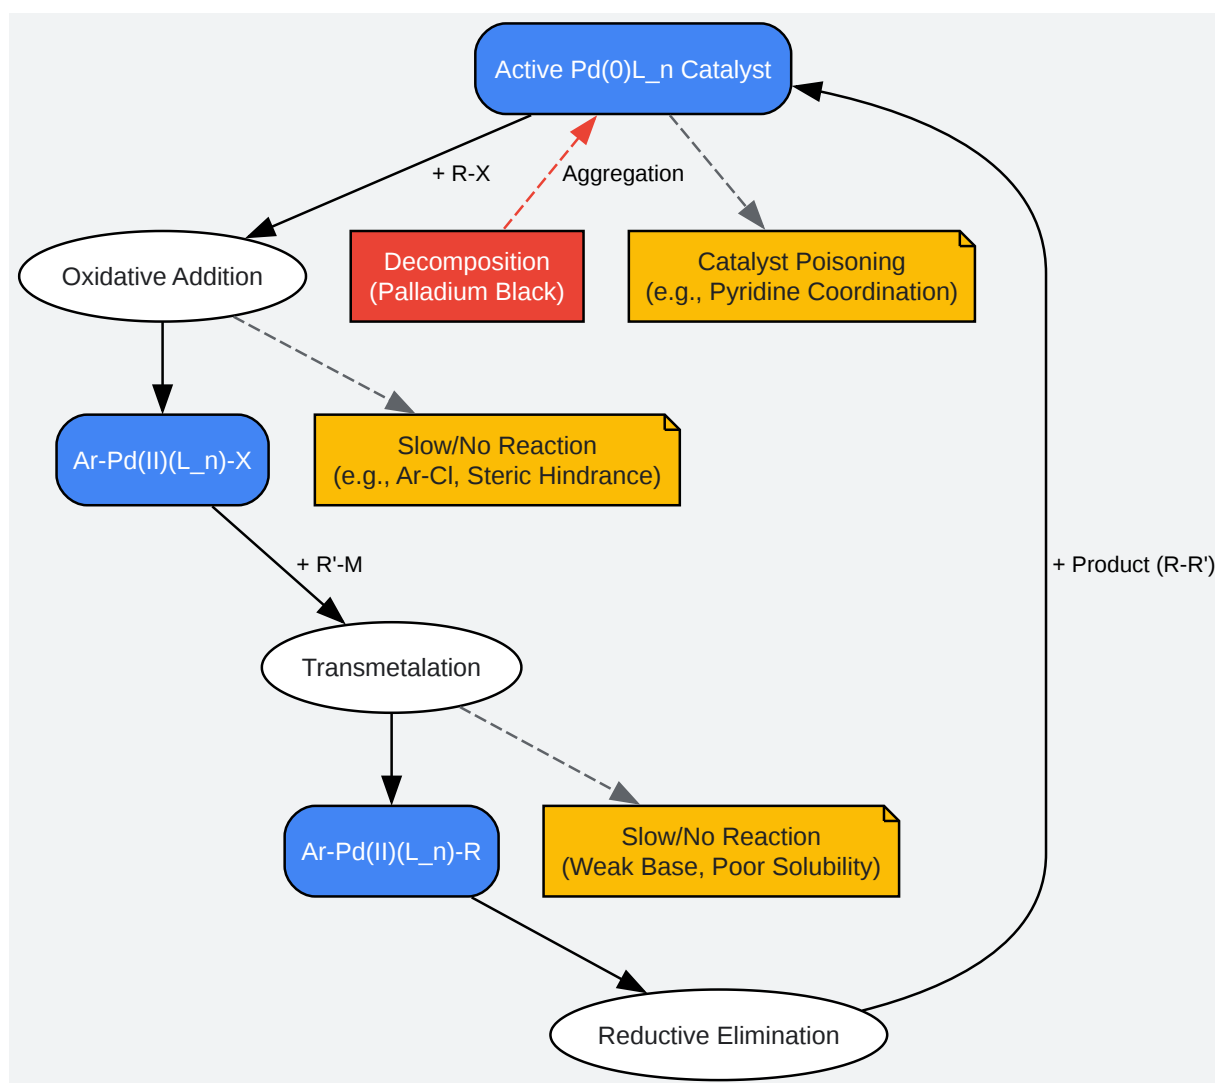 Active Pd(0)L_n Catalyst
+ R-X
Aggregation
Oxidative Addition
Decomposition
(Palladium Black)
Catalyst Poisoning
(e.g., Pyridine Coordination)
Ar-Pd(II)(L_n)-X
Slow/No Reaction
(e.g., Ar-Cl, Steric Hindrance)
+ R'-M
+ Product (R-R')
Transmetalation
Ar-Pd(II)(L_n)-R
Slow/No Reaction
(Weak Base, Poor Solubility)
Reductive Elimination